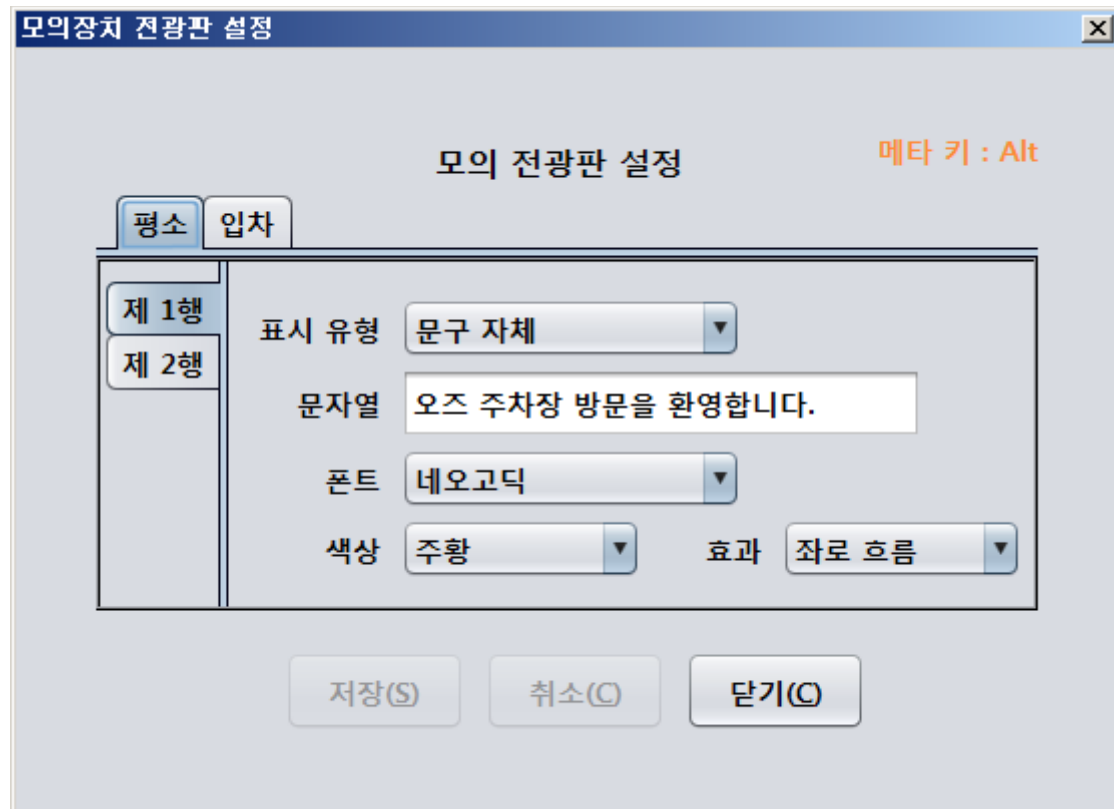 모의장치 전광판 설정
모의 전광판 설정
메타 키 : Alt
평소 입차
제 1행
제 2행
표시 유형 문구 자체
문자열 오즈 주차장 방문을 환영합니다.
폰트 네오고딕
색상 주황 효과 좌로 흐름
저장(S) 취소(C) 닫기(C)